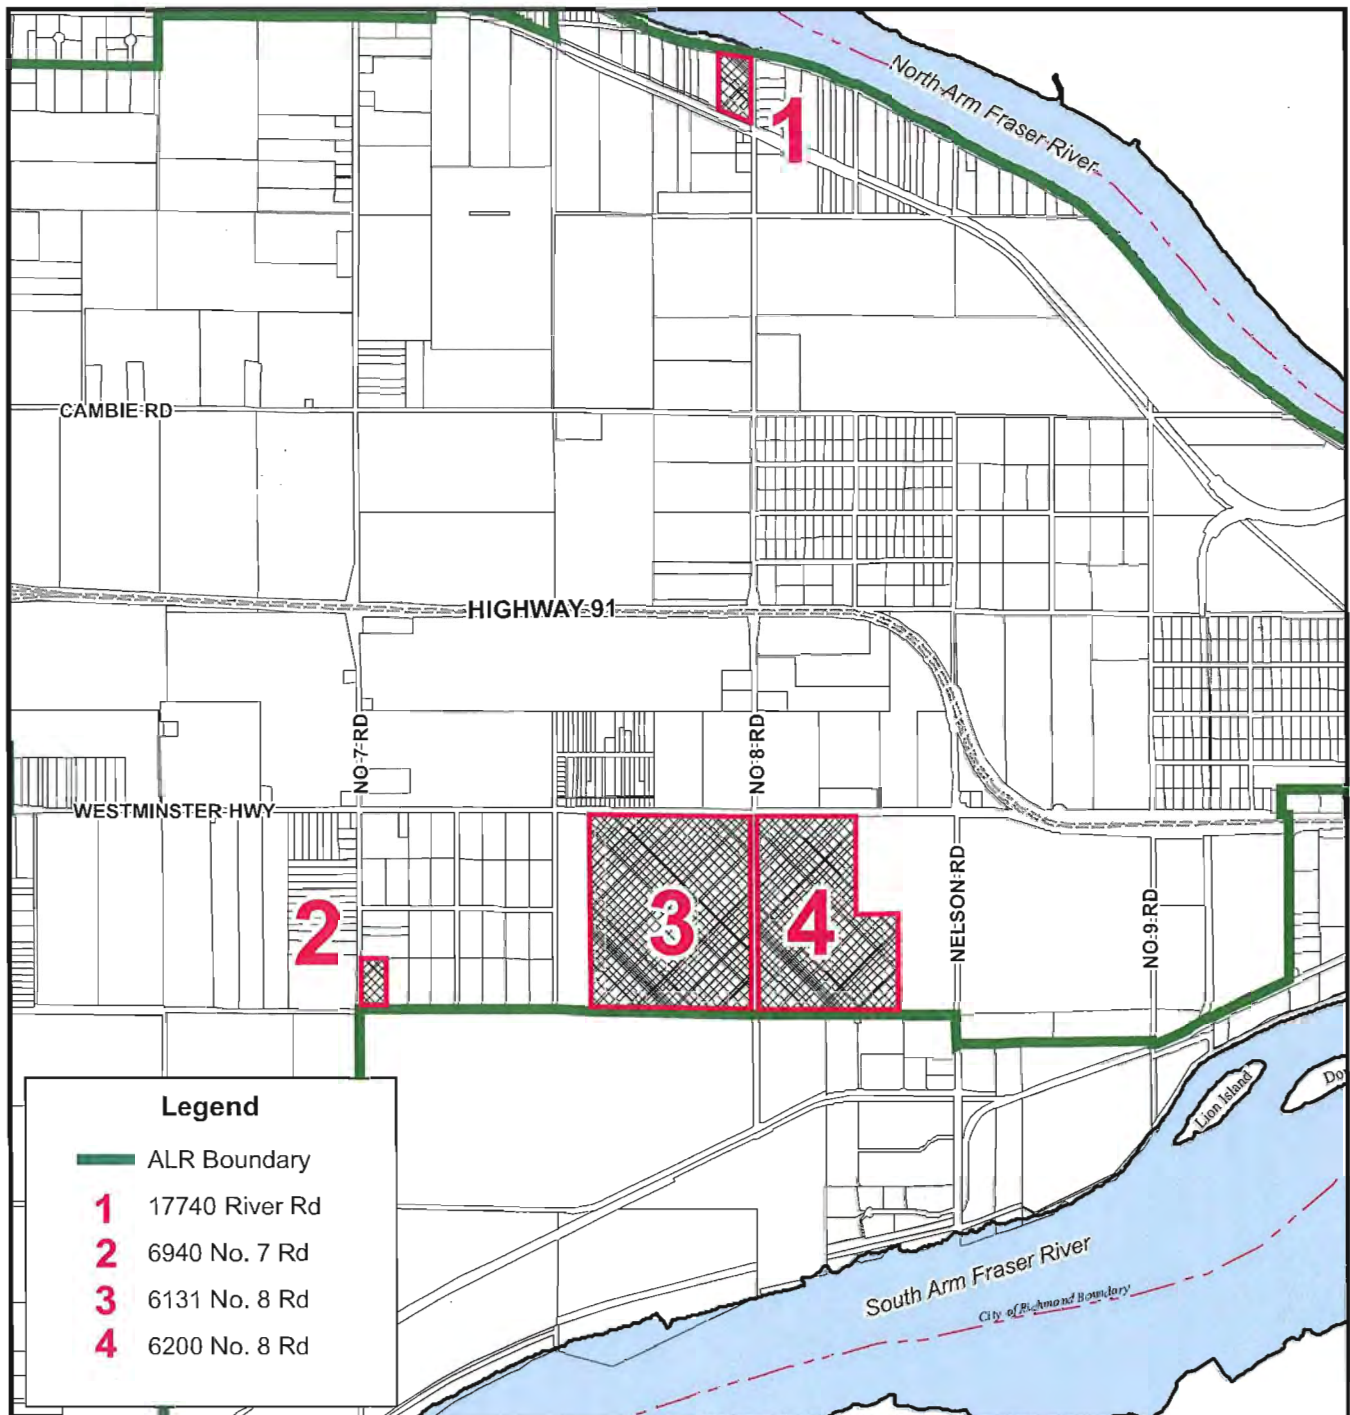 North Arm Fraser River
1
CAMBIE RD
HIGHWAY 91
NO 7 RD
NO 8 RD
WESTMINSTER HWY
2
3
4
NELSON RD
NO 9 RD
Lion Island
South Arm Fraser River
City of Richmond Boundary
Legend
ALR Boundary
1 17740 River Rd
2 6940 No. 7 Rd
3 6131 No. 8 Rd
4 6200 No. 8 Rd